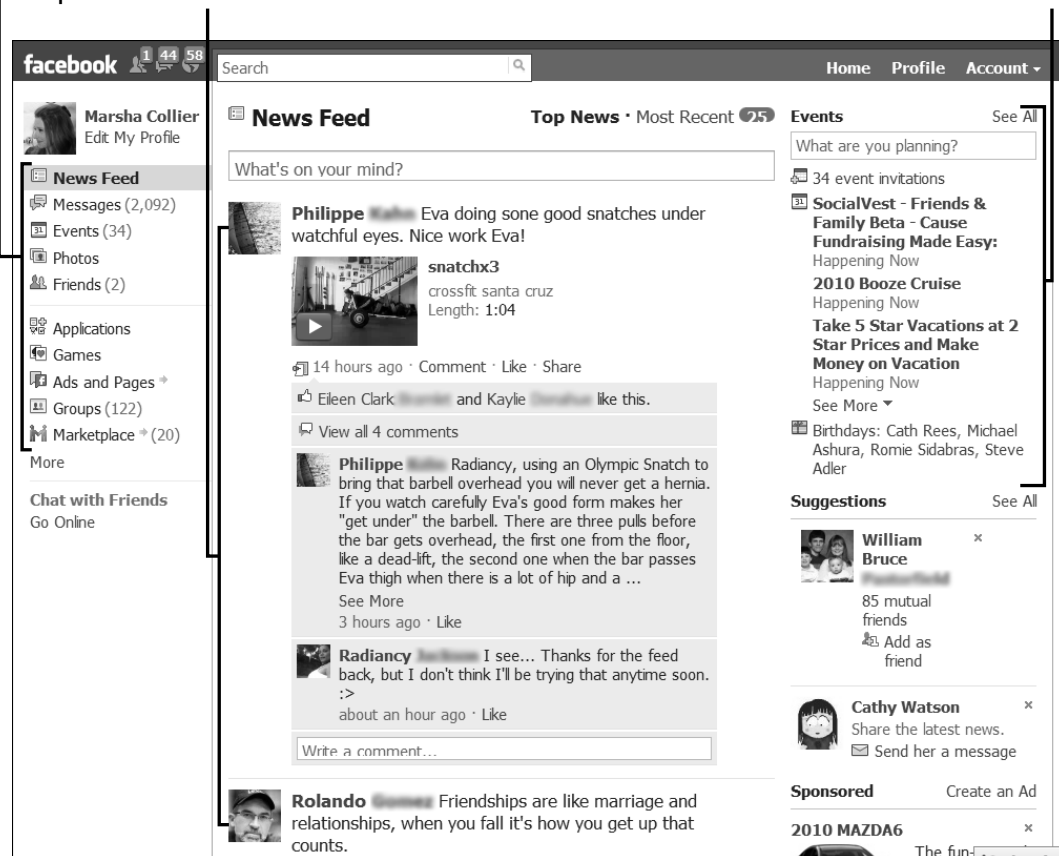 facebook 1 44 58
Search
Home Profile Account
Marsha Collier
Edit My Profile
News Feed
Messages (2,092)
Events (34)
Photos
Friends (2)
Applications
Games
Ads and Pages
Groups (122)
Marketplace (20)
More
Chat with Friends
Go Online
News Feed
Top News · Most Recent 25
What's on your mind?
Philippe Eva doing sone good snatches under
watchful eyes. Nice work Eva!
snatchx3
crossfit santa cruz
Length: 1:04
14 hours ago · Comment · Like · Share
Eileen Clark and Kaylie like this.
View all 4 comments
Philippe Radiancy, using an Olympic Snatch to
bring that barbell overhead you will never get a hernia.
If you watch carefully Eva's good form makes her
"get under" the barbell. There are three pulls before
the bar gets overhead, the first one from the floor,
like a dead-lift, the second one when the bar passes
Eva thigh when there is a lot of hip and a ...
See More
3 hours ago · Like
Radiancy I see... Thanks for the feed
back, but I don't think I'll be trying that anytime soon.
:>
about an hour ago · Like
Write a comment...
Rolando Friendships are like marriage and
relationships, when you fall it's how you get up that
counts.
Events See All
What are you planning?
34 event invitations
31 SocialVest - Friends &
Family Beta - Cause
Fundraising Made Easy:
Happening Now
2010 Booze Cruise
Happening Now
Take 5 Star Vacations at 2
Star Prices and Make
Money on Vacation
Happening Now
See More
Birthdays: Cath Rees, Michael
Ashura, Romie Sidabras, Steve
Adler
Suggestions See All
William
Bruce
85 mutual
friends
Add as
friend
Cathy Watson
Share the latest
news.
Send her a message
Sponsored Create an Ad
2010 MAZDA6
The fun-